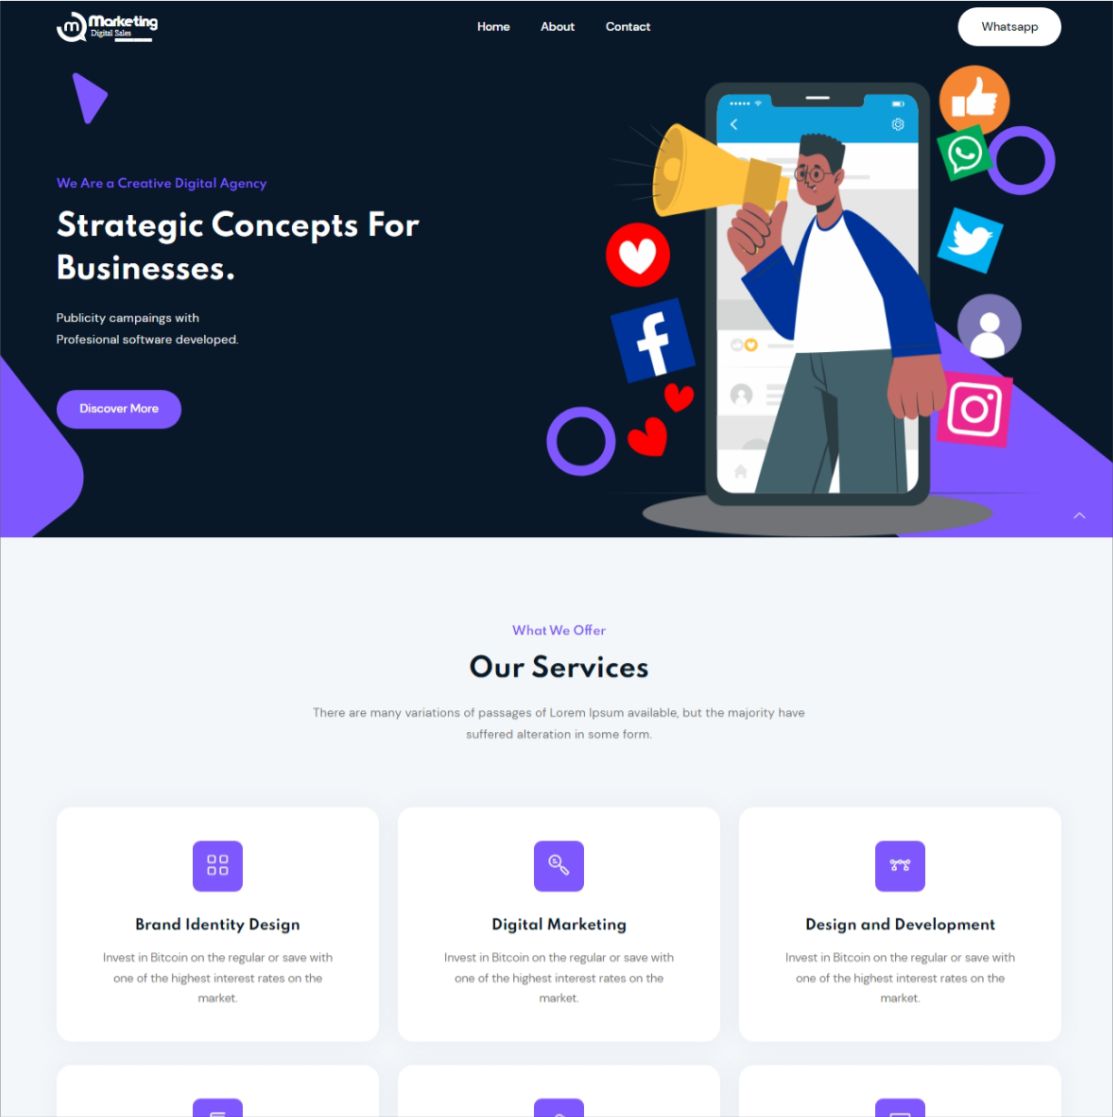 Marketing
Digital Sales
Home
About
Contact
Whatsapp
We Are a Creative Digital Agency
Strategic Concepts For
Businesses.
Publicity campaings with
Profesional software developed.
Discover More
What We Offer
Our Services
There are many variations of passages of Lorem Ipsum available, but the majority have
suffered alteration in some form.
Brand Identity Design
Invest in Bitcoin on the regular or save with
one of the highest interest rates on the
market.
Digital Marketing
Invest in Bitcoin on the regular or save with
one of the highest interest rates on the
market.
Design and Development
Invest in Bitcoin on the regular or save with
one of the highest interest rates on the
market.